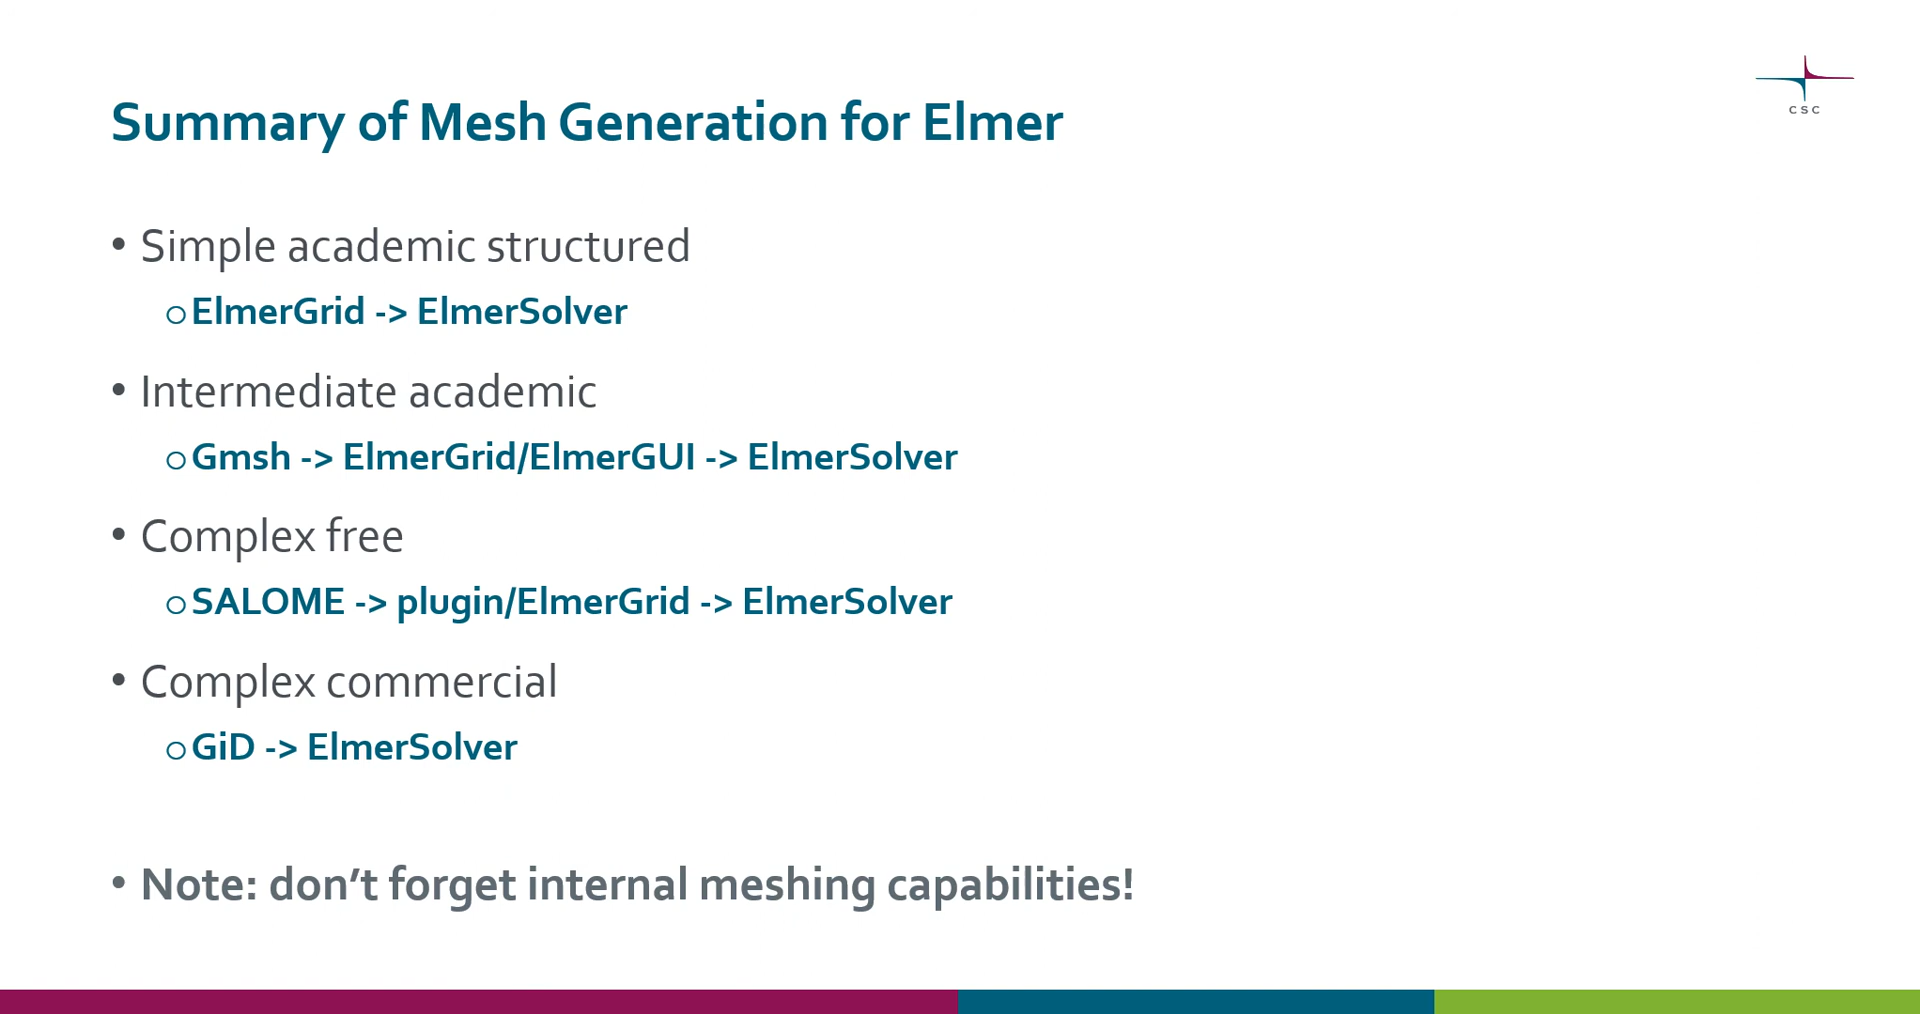 CSC
Summary of Mesh Generation for Elmer
• Simple academic structured
o ElmerGrid -> ElmerSolver
• Intermediate academic
o Gmsh -> ElmerGrid/ElmerGUI -> ElmerSolver
• Complex free
o SALOME -> plugin/ElmerGrid -> ElmerSolver
• Complex commercial
o GiD -> ElmerSolver
• Note: don’t forget internal meshing capabilities!